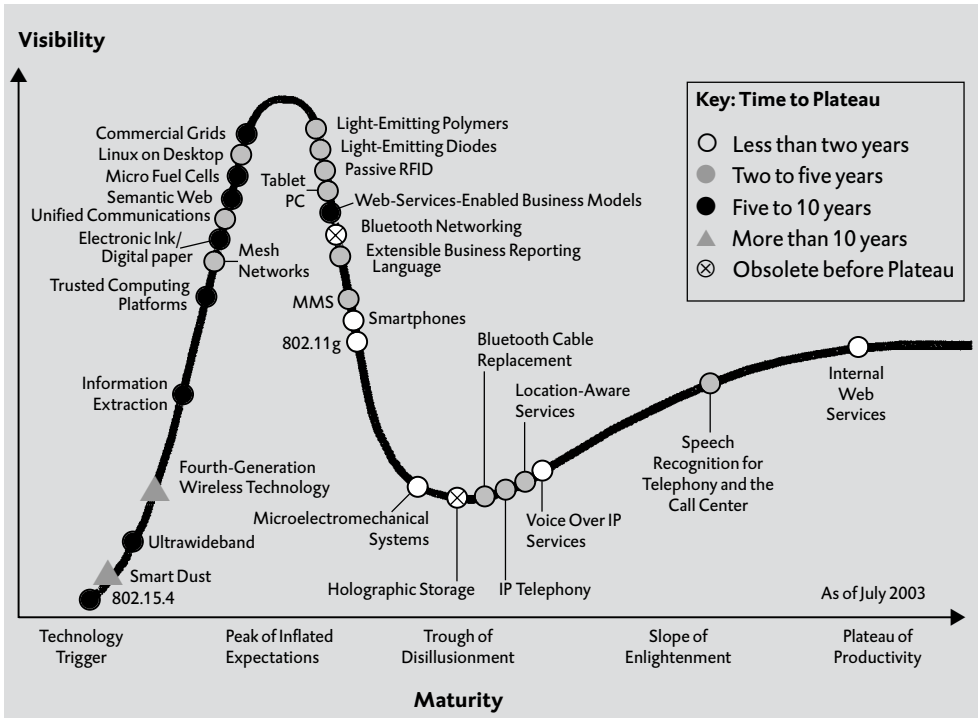 Visibility
Key: Time to Plateau
Less than two years
Two to five years
Five to 10 years
More than 10 years
Obsolete before Plateau
Commercial Grids
Linux on Desktop
Micro Fuel Cells
Semantic Web
Unified Communications
Electronic Ink/
Digital paper
Mesh
Networks
Trusted Computing
Platforms
Information
Extraction
Fourth-Generation
Wireless Technology
Ultrawideband
Smart Dust
802.15.4
Light-Emitting Polymers
Light-Emitting Diodes
Passive RFID
Tablet
PC
Web-Services-Enabled Business Models
Bluetooth Networking
Extensible Business Reporting
Language
MMS
Smartphones
802.11g
Microelectromechanical
Systems
Holographic Storage
Bluetooth Cable
Replacement
IP Telephony
Location-Aware
Services
Voice Over IP
Services
Speech
Recognition for
Telephony and the
Call Center
Internal
Web
Services
As of July 2003
Technology
Trigger
Peak of Inflated
Expectations
Trough of
Disillusionment
Slope of
Enlightenment
Plateau of
Productivity
Maturity